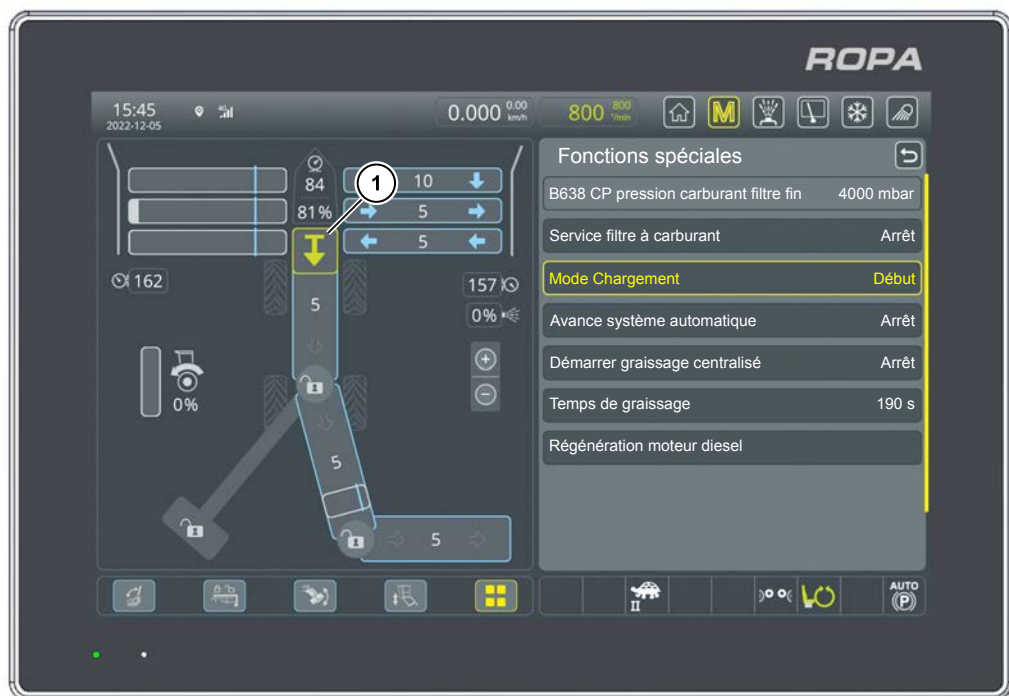 ROPA
15:45
2022-12-05
4G
0.000 0.00 km/h
800 800 1/min
M
84
1
10
81%
5
5
162
157
0%
5
0%
5
5
Fonctions spéciales
B638 CP pression carburant filtre fin 4000 mbar
Service filtre à carburant Arrêt
Mode Chargement Début
Avance système automatique Arrêt
Démarrer graissage centralisé Arrêt
Temps de graissage 190 s
Régénération moteur diesel
II
AUTO
(P)